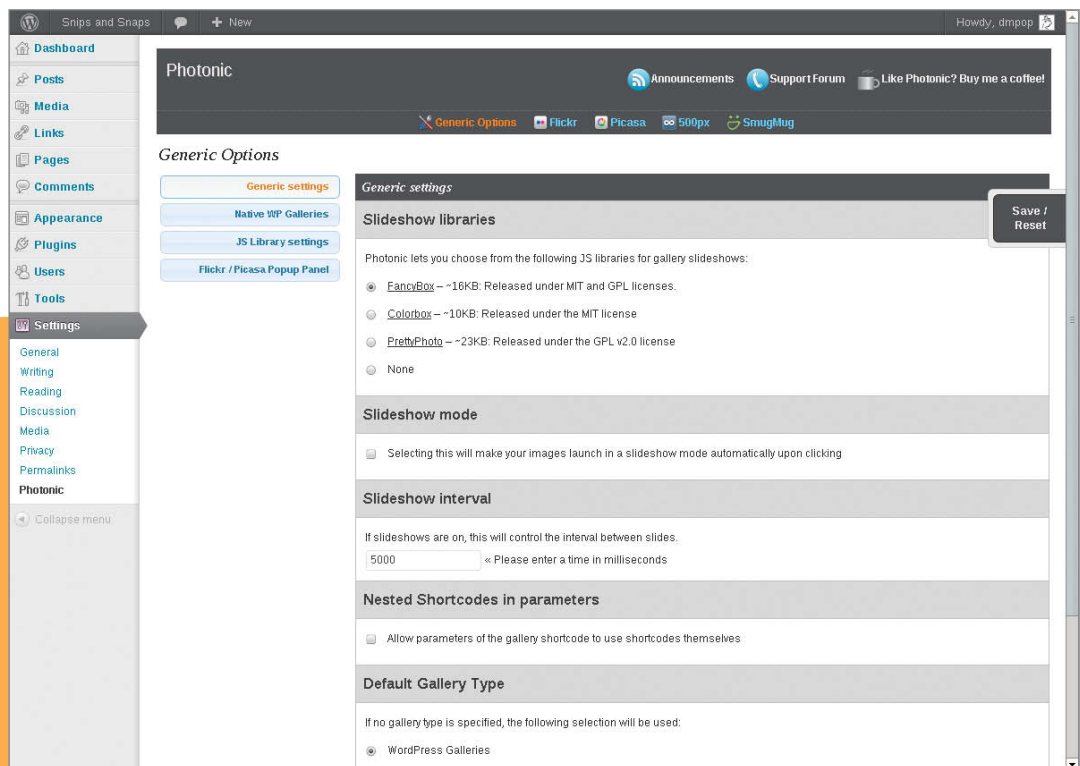 Snips and Snaps
New
Howdy, dmpop
Dashboard
Posts
Media
Links
Pages
Comments
Appearance
Plugins
Users
Tools
Settings
General
Writing
Reading
Discussion
Media
Privacy
Permalinks
Photonic
Collapse menu
Photonic
Announcements
Support Forum
Like Photonic? Buy me a coffee!
Generic Options
Flickr
Picasa
500px
SmugMug
Generic Options
Generic settings
Native WP Galleries
JS Library settings
Flickr / Picasa Popup Panel
Generic settings
Save /
Reset
Slideshow libraries
Photonic lets you choose from the following JS libraries for gallery slideshows:
FancyBox – ~16KB: Released under MIT and GPL licenses.
Colorbox – ~10KB: Released under the MIT license
PrettyPhoto – ~23KB: Released under the GPL v2.0 license
None
Slideshow mode
Selecting this will make your images launch in a slideshow mode automatically upon clicking
Slideshow interval
If slideshows are on, this will control the interval between slides.
5000 « Please enter a time in milliseconds
Nested Shortcodes in parameters
Allow parameters of the gallery shortcode to use shortcodes themselves
Default Gallery Type
If no gallery type is specified, the following selection will be used:
WordPress Galleries